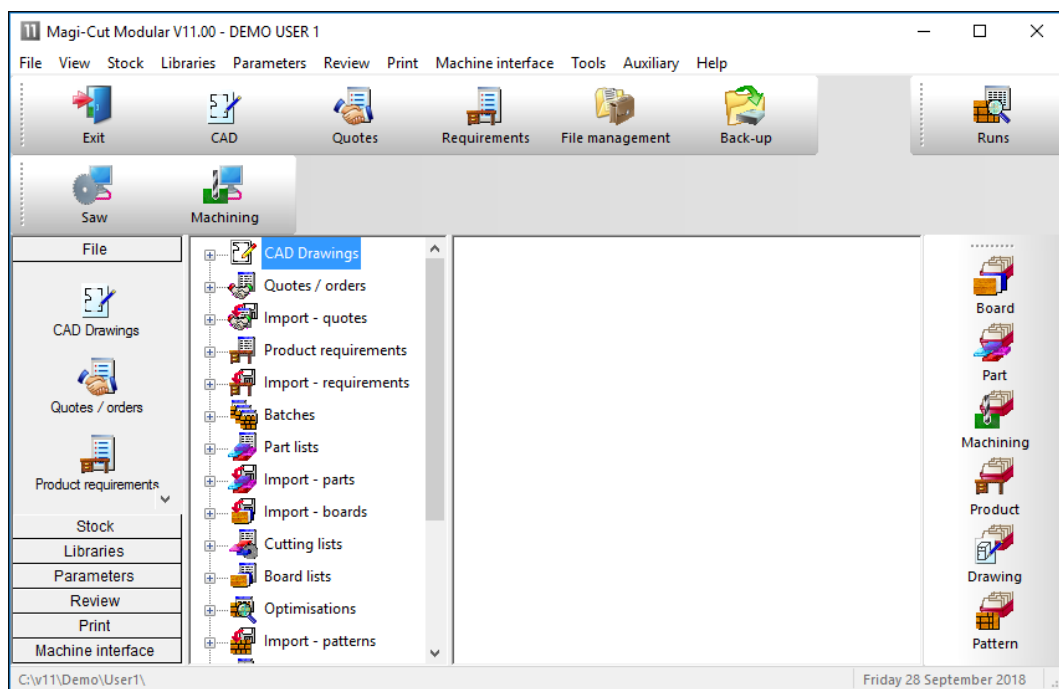 11 Magi-Cut Modular V11.00 - DEMO USER 1
File View Stock Libraries Parameters Review Print Machine interface Tools Auxiliary Help
Exit CAD Quotes Requirements File management Back-up Runs
Saw Machining
File
CAD Drawings
Quotes / orders
Product requirements
Stock
Libraries
Parameters
Review
Print
Machine interface
CAD Drawings
Quotes / orders
Import - quotes
Product requirements
Import - requirements
Batches
Part lists
Import - parts
Import - boards
Cutting lists
Board lists
Optimisations
Import - patterns
Board
Part
Machining
Product
Drawing
Pattern
C:\v11\Demo\User1\ Friday 28 September 2018